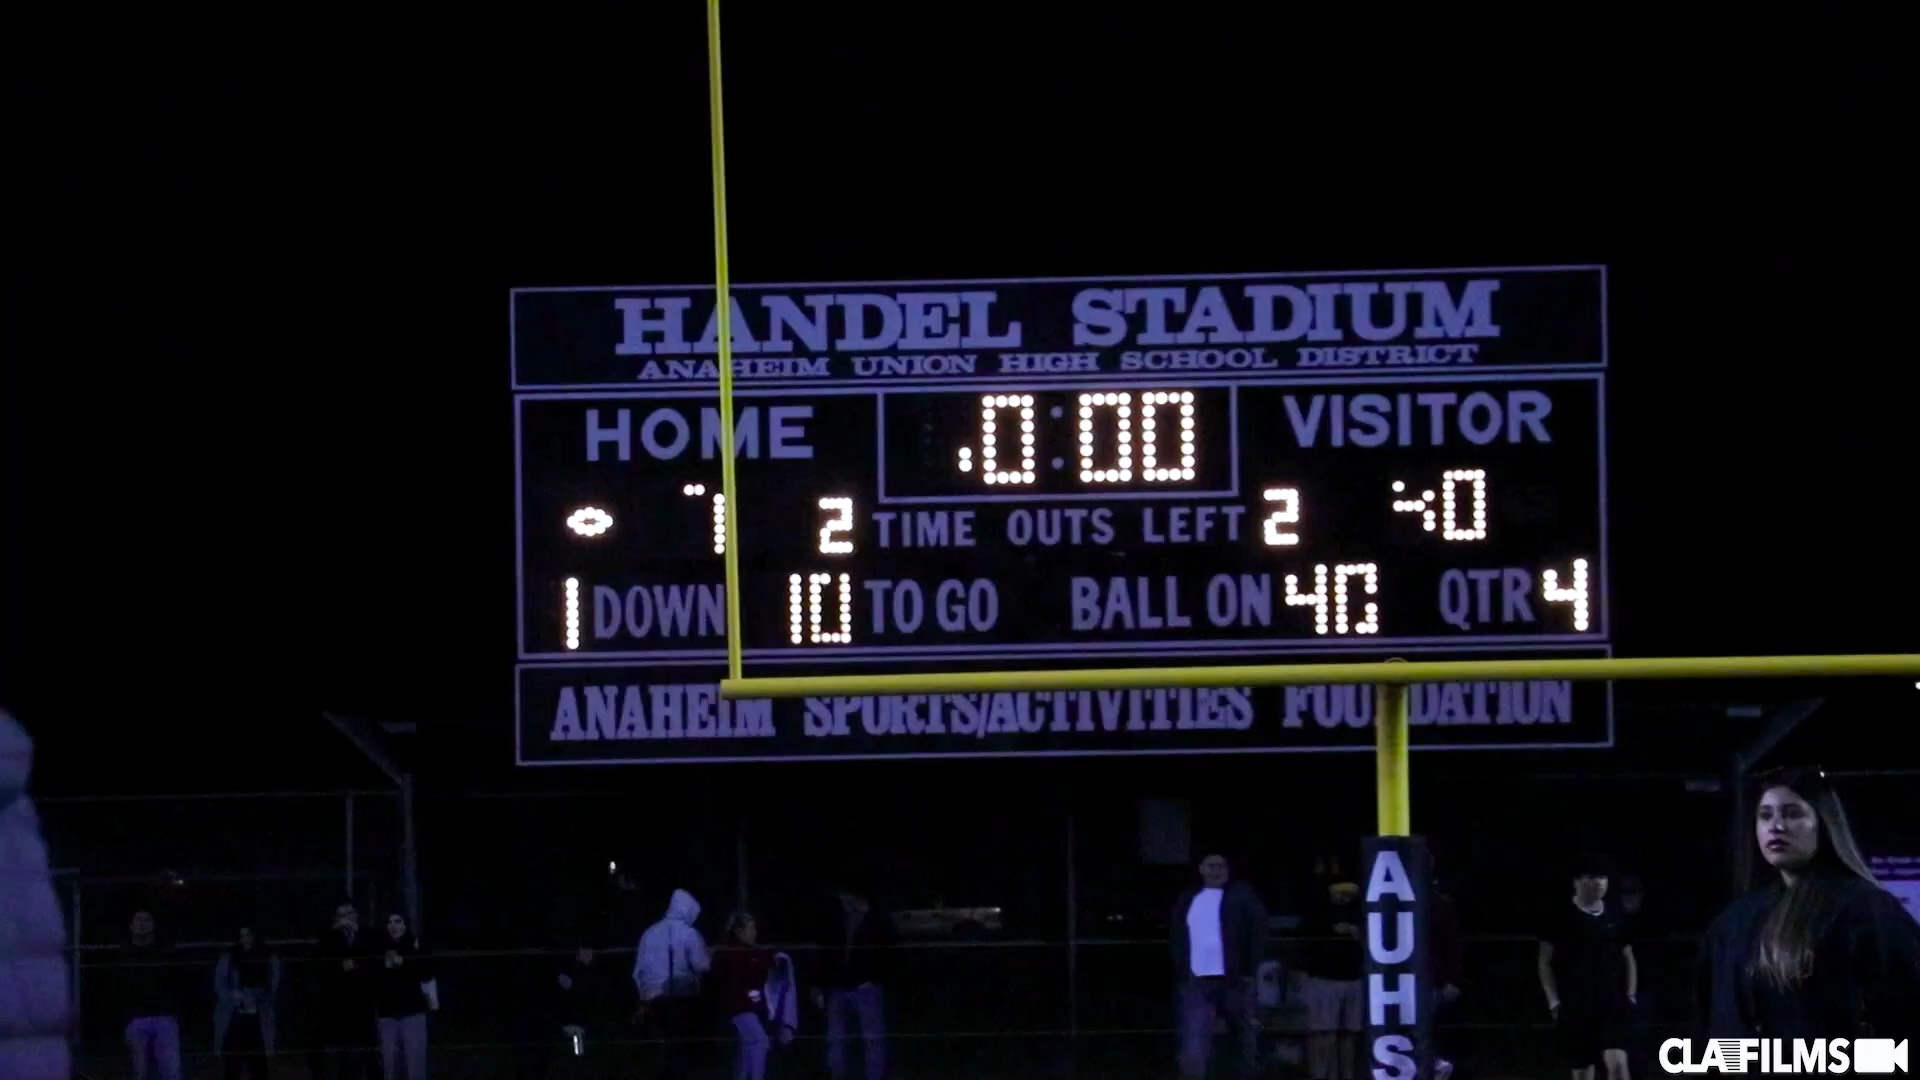 HANDEL STADIUM
ANAHEIM UNION HIGH SCHOOL DISTRICT
HOME 0:00 VISITOR
7 2 TIME OUTS LEFT 2
1 DOWN 10 TO GO BALL ON 40 QTR 4
ANAHEIM SPORTS/ACTIVITIES FOUNDATION
AUHS
CLAFILMS